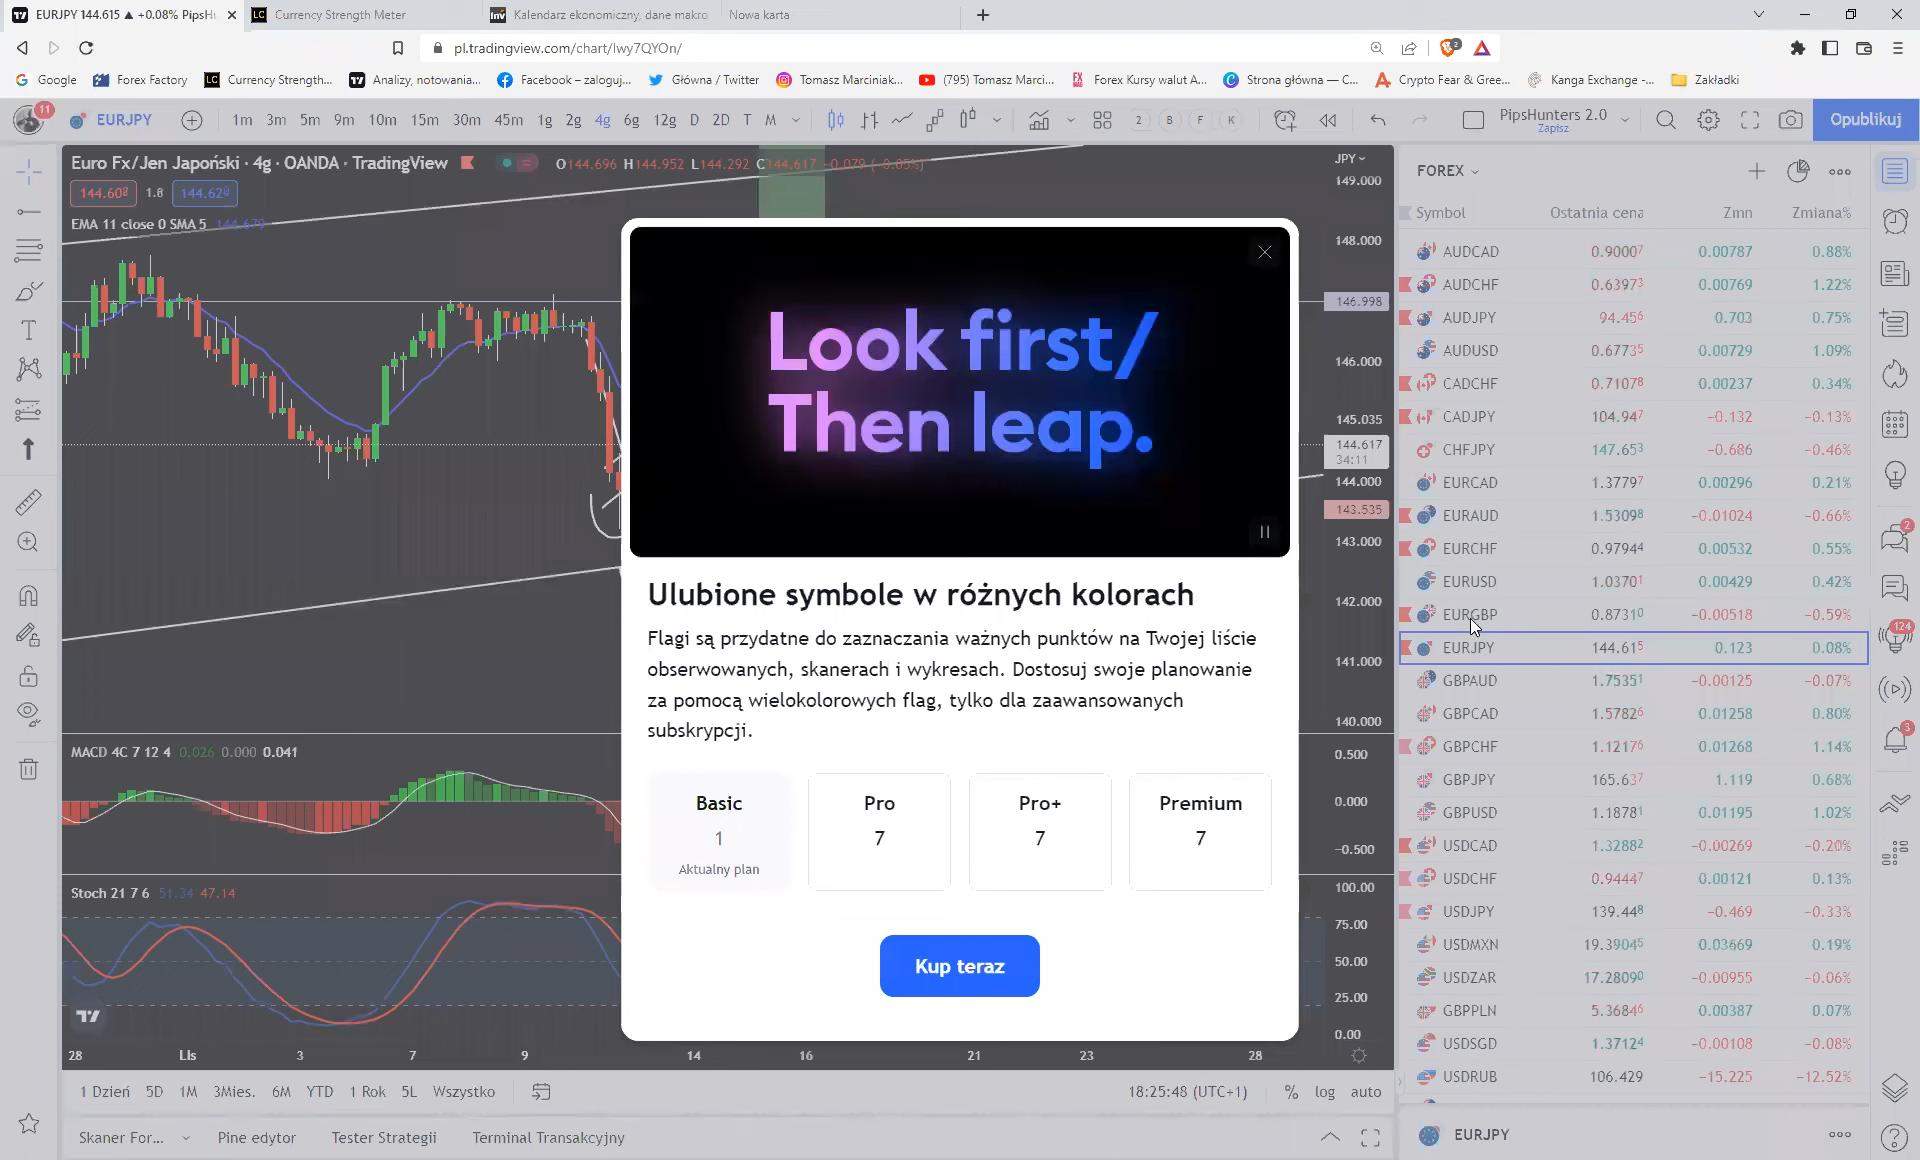 EURJPY 144.615 ▲ +0.08% PipsHu
Currency Strength Meter
Kalendarz ekonomiczny, dane makro
Nowa karta
pl.tradingview.com/chart/lwy7QYOn/
2
Google
Forex Factory
Currency Strength...
Analizy, notowania...
Facebook – zaloguj...
Główna / Twitter
Tomasz Marciniak...
(795) Tomasz Marci...
Forex Kursy walut A...
Strona główna — C...
Crypto Fear & Gree...
Kanga Exchange -...
Zakładki
11
EURJPY
1m 3m 5m 9m 10m 15m 30m 45m 1g 2g 4g 6g 12g D 2D T M
2 B F K
PipsHunters 2.0
Zapisz
Opublikuj
Euro Fx/Jen Japoński · 4g · OANDA · TradingView
O144.696 H144.952 L144.292 C144.617 −0.079 (−0.05%)
144.608 1.8 144.62
EMA 11 close 0 SMA 5 144.679
JPY
149.000
148.000
146.998
146.000
145.035
144.617
34:11
144.000
143.535
143.000
142.000
141.000
140.000
Look first/
Then leap.
Ulubione symbole w różnych kolorach
Flagi są przydatne do zaznaczania ważnych punktów na Twojej liście
obserwowanych, skanerach i wykresach. Dostosuj swoje planowanie
za pomocą wielokolorowych flag, tylko dla zaawansowanych
subskrypcji.
Basic
1
Aktualny plan
Pro
7
Pro+
7
Premium
7
Kup teraz
MACD 4C 7 12 4 0.026 0.000 0.041
0.500
0.000
−0.500
Stoch 21 7 6 51.34 47.14
100.00
75.00
50.00
25.00
0.00
28 Lis 3 7 9 14 16 21 23 28
1 Dzień 5D 1M 3Mies. 6M YTD 1 Rok 5L Wszystko
18:25:48 (UTC+1) % log auto
Skaner For... Pine edytor Tester Strategii Terminal Transakcyjny
FOREX
Symbol Ostatnia cena Zmn Zmiana%
AUDCAD 0.90007 0.00787 0.88%
AUDCHF 0.63973 0.00769 1.22%
AUDJPY 94.456 0.703 0.75%
AUDUSD 0.67735 0.00729 1.09%
CADCHF 0.71078 0.00237 0.34%
CADJPY 104.947 −0.132 −0.13%
CHFJPY 147.653 −0.686 −0.46%
EURCAD 1.37797 0.00296 0.21%
EURAUD 1.53098 −0.01024 −0.66%
EURCHF 0.97944 0.00532 0.55%
EURUSD 1.03701 0.00429 0.42%
EURGBP 0.87310 −0.00518 −0.59%
EURJPY 144.615 0.123 0.08%
GBPAUD 1.75351 −0.00125 −0.07%
GBPCAD 1.57826 0.01258 0.80%
GBPCHF 1.12176 0.01268 1.14%
GBPJPY 165.637 1.119 0.68%
GBPUSD 1.18781 0.01195 1.02%
USDCAD 1.32882 −0.00269 −0.20%
USDCHF 0.94447 0.00121 0.13%
USDJPY 139.448 −0.469 −0.33%
USDMXN 19.39045 0.03669 0.19%
USDZAR 17.28090 −0.00955 −0.06%
GBPPLN 5.36846 0.00387 0.07%
USDSGD 1.37124 −0.00108 −0.08%
USDRUB 106.429 −15.225 −12.52%
EURJPY
2
124
3